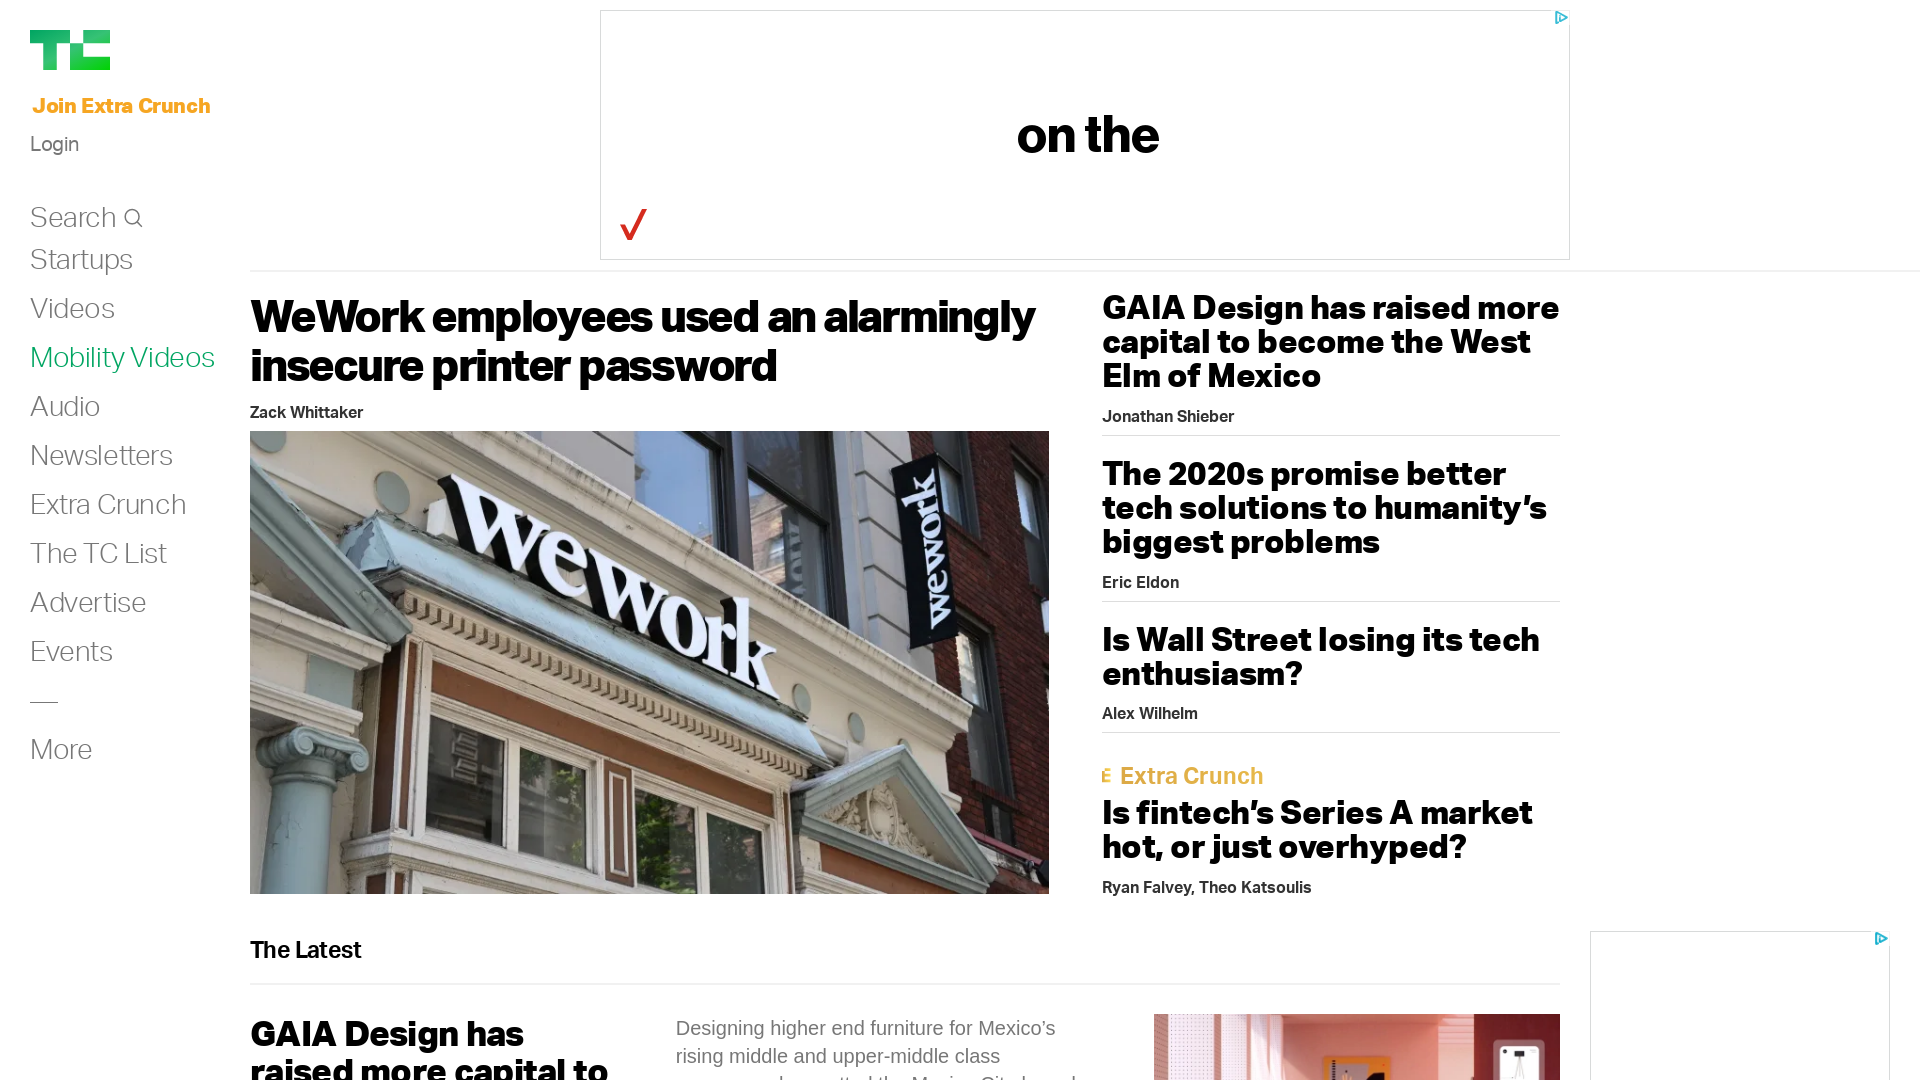 TC
Join Extra Crunch
Login
Search
Startups
Videos
Mobility Videos
Audio
Newsletters
Extra Crunch
The TC List
Advertise
Events
More
on the
WeWork employees used an alarmingly
insecure printer password
Zack Whittaker
wework
wework
GAIA Design has raised more
capital to become the West
Elm of Mexico
Jonathan Shieber
The 2020s promise better
tech solutions to humanity’s
biggest problems
Eric Eldon
Is Wall Street losing its tech
enthusiasm?
Alex Wilhelm
Extra Crunch
Is fintech’s Series A market
hot, or just overhyped?
Ryan Falvey, Theo Katsoulis
The Latest
GAIA Design has
raised more capital to
Designing higher end furniture for Mexico’s
rising middle and upper-middle class